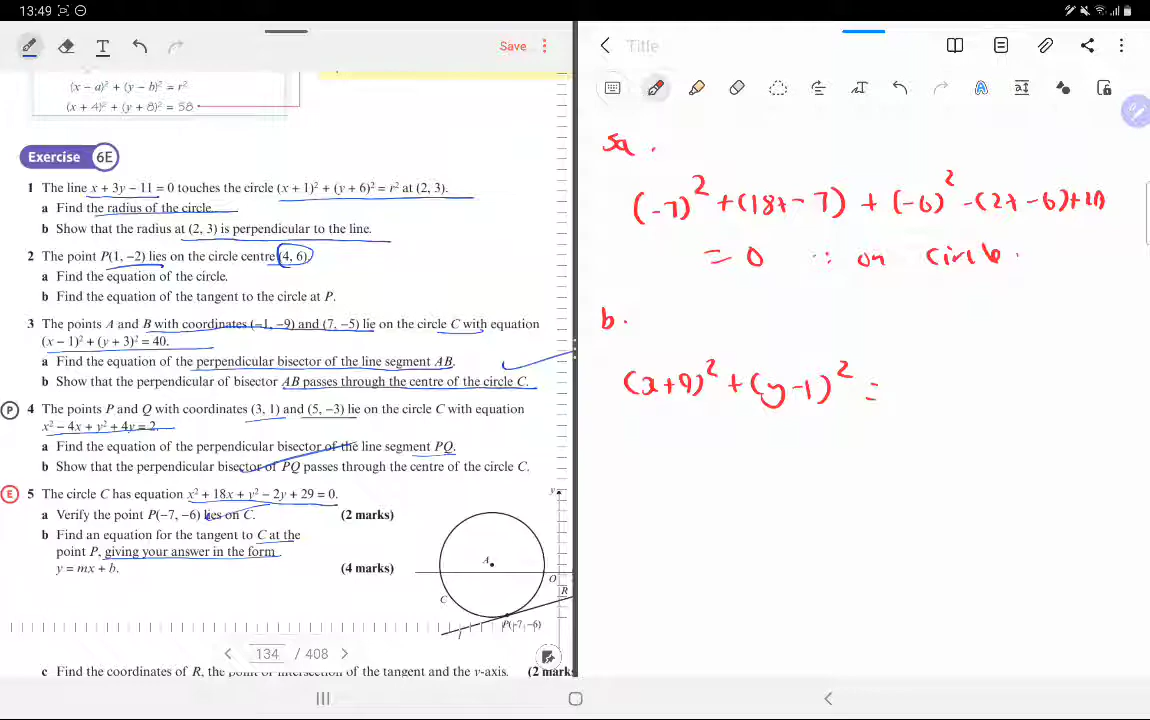 13:49
Save
Title
(x − a)² + (y − b)² = r²
(x + 4)² + (y + 8)² = 58
Exercise 6E
1 The line x + 3y − 11 = 0 touches the circle (x + 1)² + (y + 6)² = r² at (2, 3).
a Find the radius of the circle.
b Show that the radius at (2, 3) is perpendicular to the line.
2 The point P(1, −2) lies on the circle centre (4, 6).
a Find the equation of the circle.
b Find the equation of the tangent to the circle at P.
3 The points A and B with coordinates (−1, −9) and (7, −5) lie on the circle C with equation
(x − 1)² + (y + 3)² = 40.
a Find the equation of the perpendicular bisector of the line segment AB.
b Show that the perpendicular of bisector AB passes through the centre of the circle C.
P 4 The points P and Q with coordinates (3, 1) and (5, −3) lie on the circle C with equation
x² − 4x + y² + 4y = 2.
a Find the equation of the perpendicular bisector of the line segment PQ.
b Show that the perpendicular bisector of PQ passes through the centre of the circle C.
E 5 The circle C has equation x² + 18x + y² − 2y + 29 = 0.
a Verify the point P(−7, −6) lies on C. (2 marks)
b Find an equation for the tangent to C at the
point P, giving your answer in the form
y = mx + b. (4 marks)
y
A
O
R
C
P(−7, −6)
134 / 408
c Find the coordinates of R, the point of intersection of the tangent and the y-axis. (2 marks
5a.
(-7)² + (18x - 7) + (-6)² - (2x - 6) + 29
= 0 ∴ on circle.
b.
(x+9)² + (y-1)² =